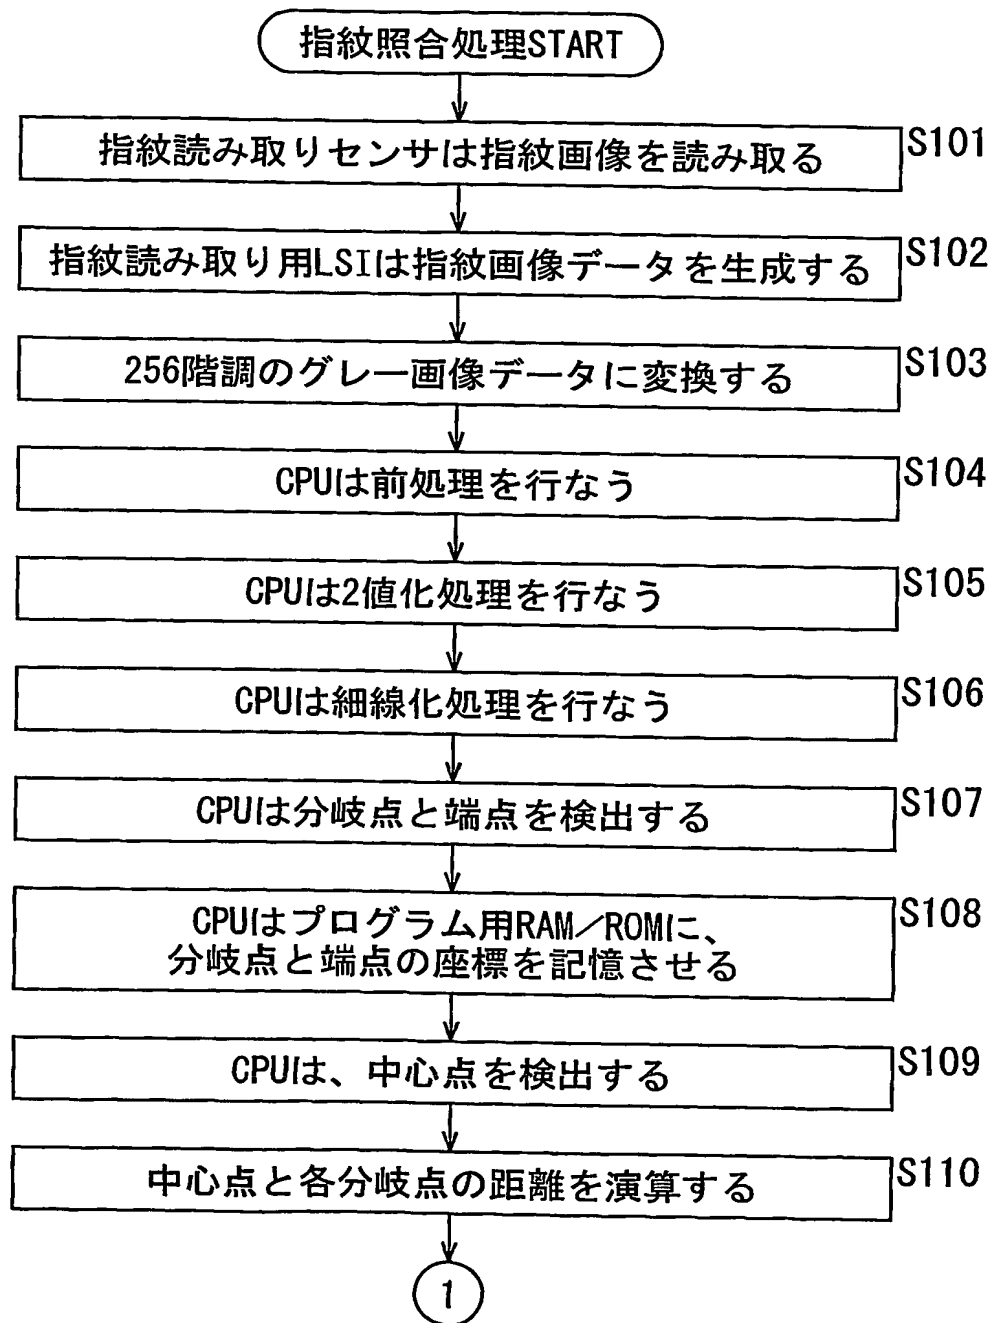 指紋照合処理START
指紋読み取りセンサは指紋画像を読み取る
S101
指紋読み取り用LSIは指紋画像データを生成する
S102
256階調のグレー画像データに変換する
S103
CPUは前処理を行なう
S104
CPUは2値化処理を行なう
S105
CPUは細線化処理を行なう
S106
CPUは分岐点と端点を検出する
S107
CPUはプログラム用RAM/ROMに、
分岐点と端点の座標を記憶させる
S108
CPUは、中心点を検出する
S109
中心点と各分岐点の距離を演算する
S110
1